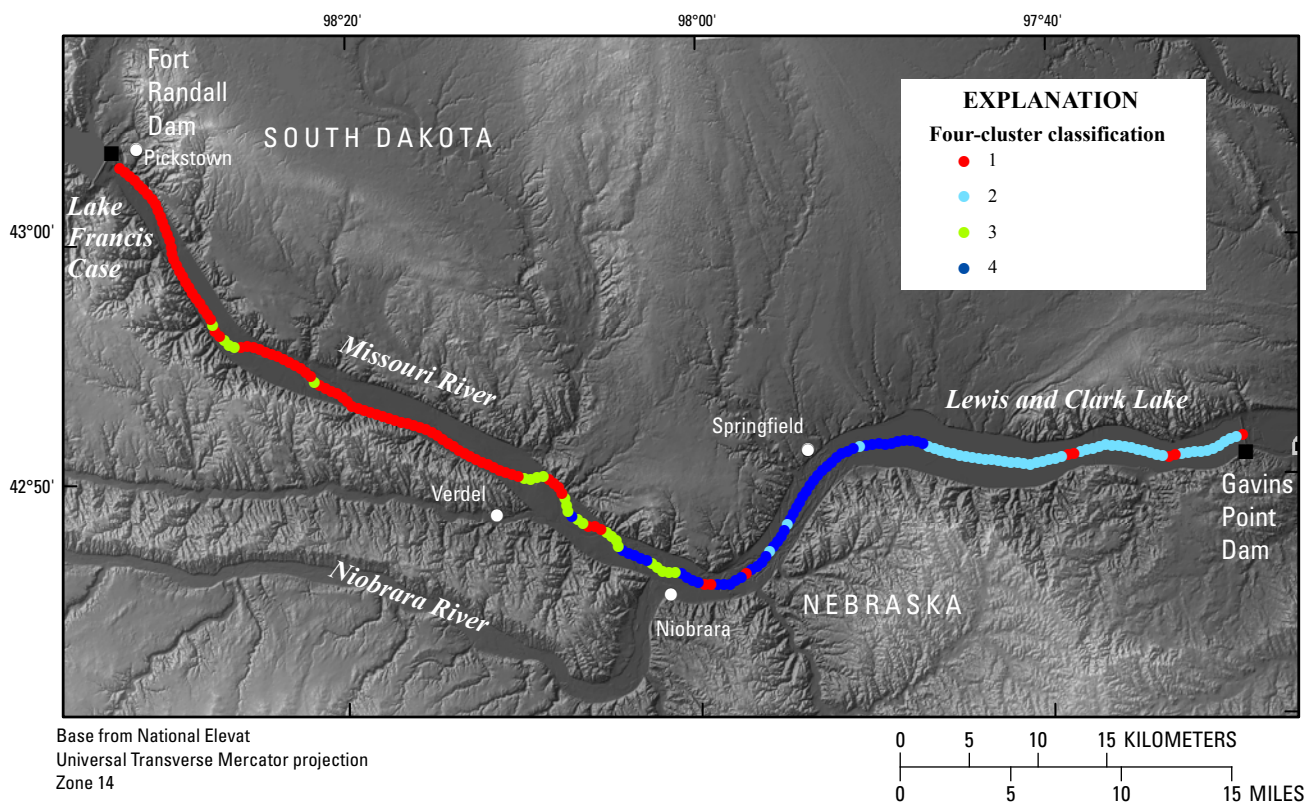 98°20'
98°00'
97°40'
Fort
Randall
Dam
Pickstown
SOUTH DAKOTA
EXPLANATION
Four-cluster classification
1
2
3
4
43°00'
Lake
Francis
Case
Missouri River
Springfield
Lewis and Clark Lake
42°50'
Verdel
Gavins
Point
Dam
Niobrara River
NEBRASKA
Niobrara
Base from National Elevat
Universal Transverse Mercator projection
Zone 14
0 5 10 15 KILOMETERS
0 5 10 15 MILES